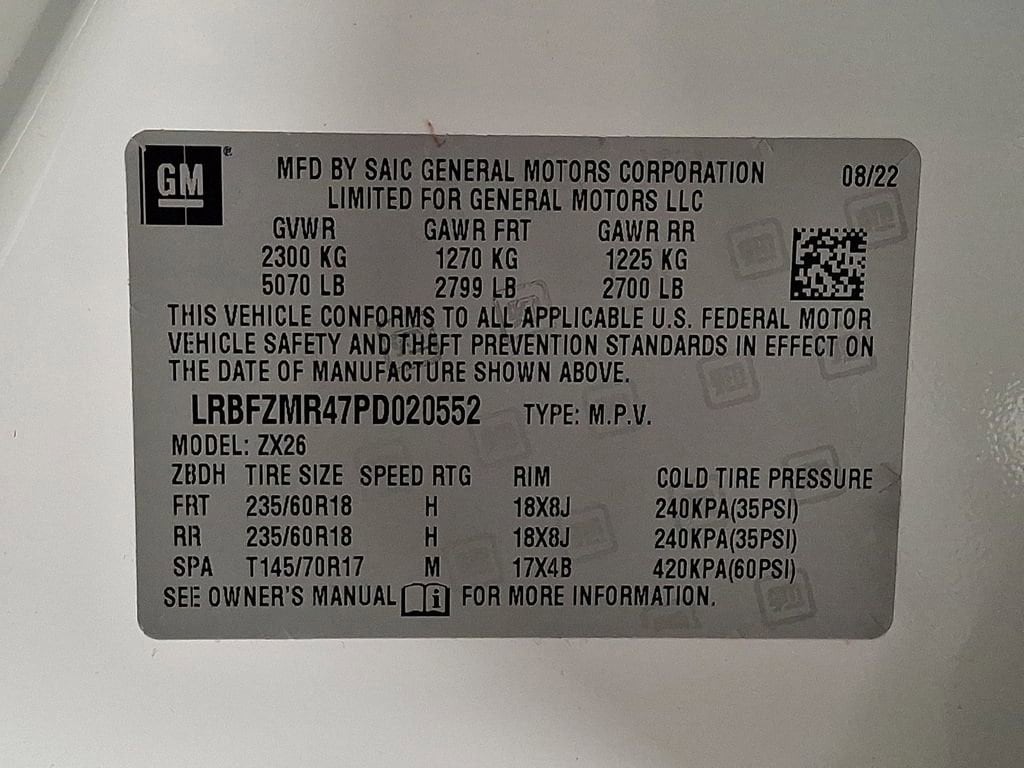 GM ®
MFD BY SAIC GENERAL MOTORS CORPORATION 08/22
LIMITED FOR GENERAL MOTORS LLC
GVWR GAWR FRT GAWR RR
2300 KG 1270 KG 1225 KG
5070 LB 2799 LB 2700 LB
THIS VEHICLE CONFORMS TO ALL APPLICABLE U.S. FEDERAL MOTOR
VEHICLE SAFETY AND THEFT PREVENTION STANDARDS IN EFFECT ON
THE DATE OF MANUFACTURE SHOWN ABOVE.
LRBFZMR47PD020552 TYPE: M.P.V.
MODEL: ZX26
ZBDH TIRE SIZE SPEED RTG RIM COLD TIRE PRESSURE
FRT 235/60R18 H 18X8J 240KPA(35PSI)
RR 235/60R18 H 18X8J 240KPA(35PSI)
SPA T145/70R17 M 17X4B 420KPA(60PSI)
SEE OWNER'S MANUAL i FOR MORE INFORMATION.